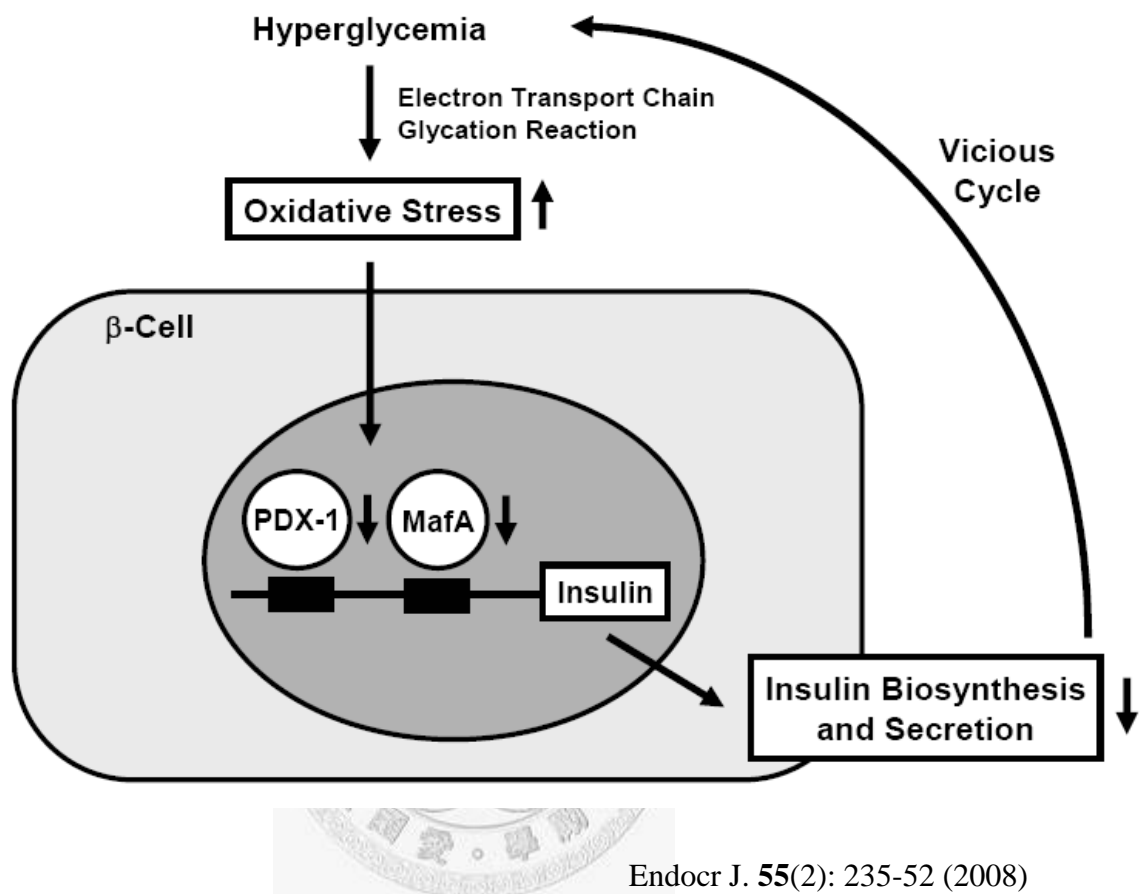 Hyperglycemia
Electron Transport Chain
Glycation Reaction
Vicious
Cycle
Oxidative Stress
β-Cell
PDX-1
MafA
Insulin
Insulin Biosynthesis
and Secretion
Endocr J. 55(2): 235-52 (2008)